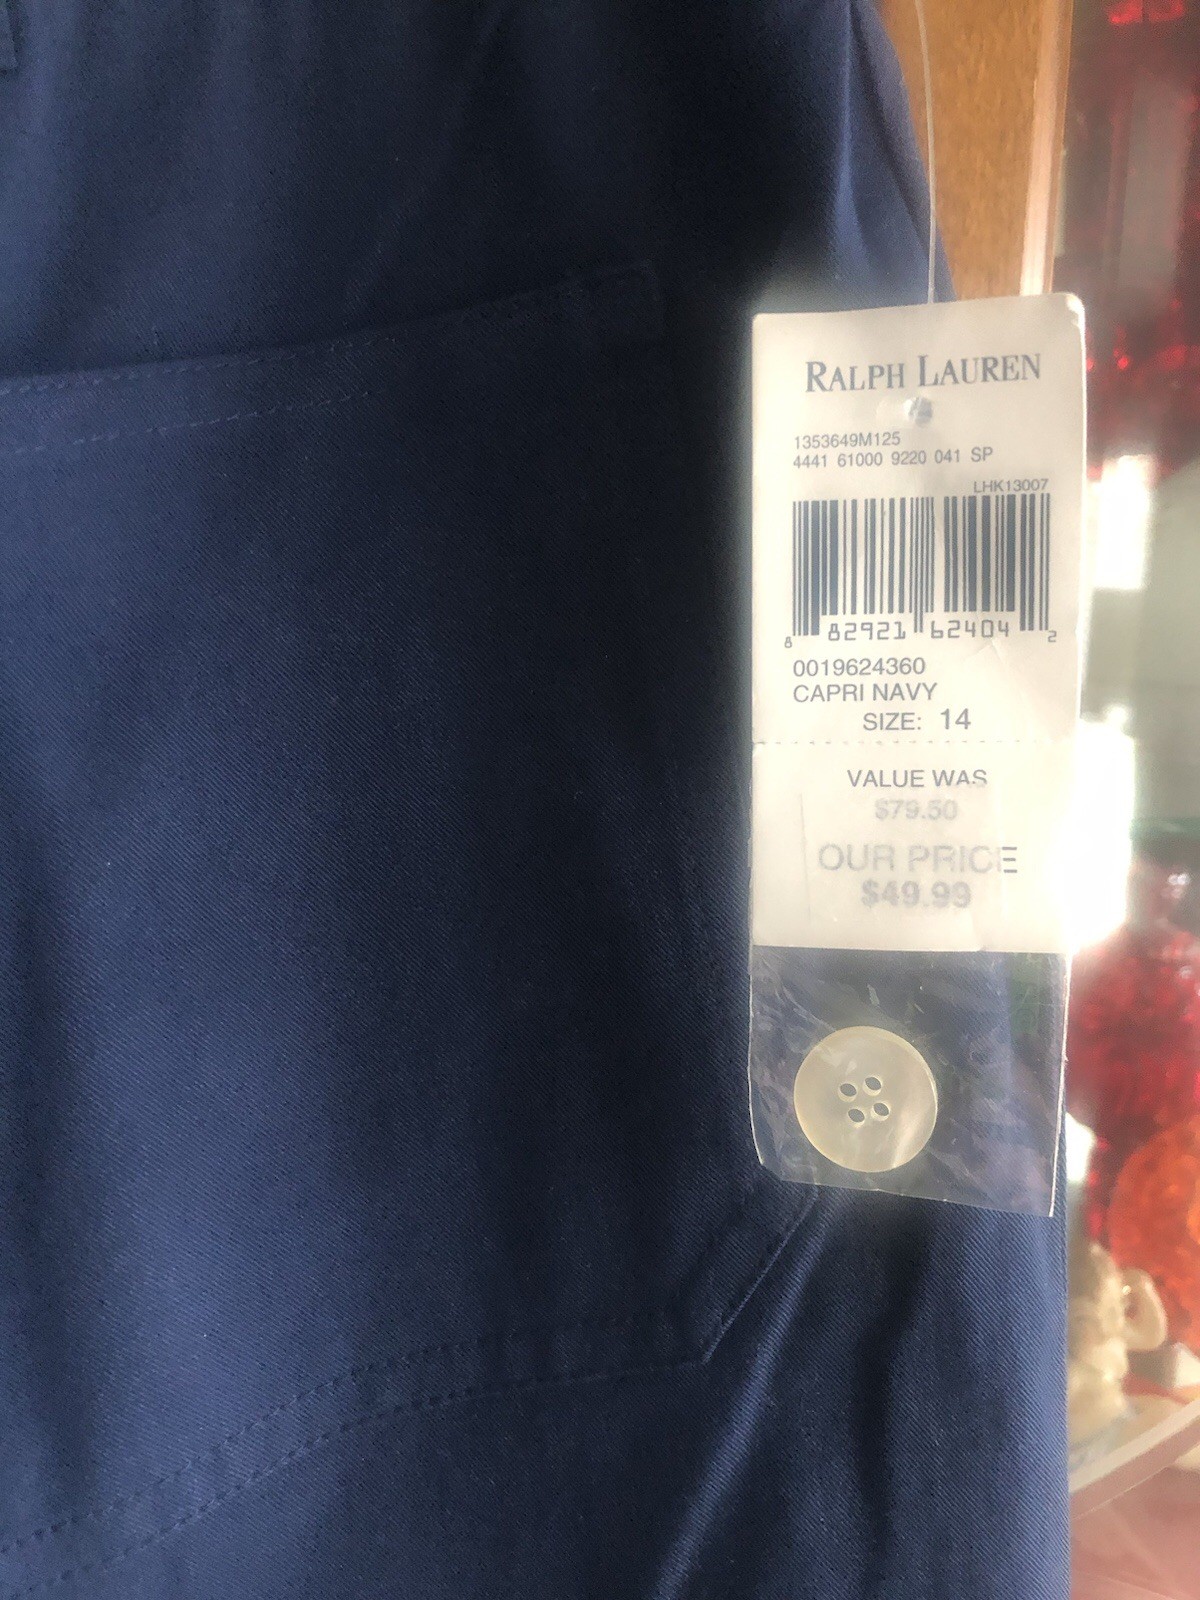 RALPH LAUREN
1353649M125
4441 61000 9220 041 SP
LHK13007
8 82921 62404 2
0019624360
CAPRI NAVY
SIZE: 14
VALUE WAS
$79.50
OUR PRICE
$49.99